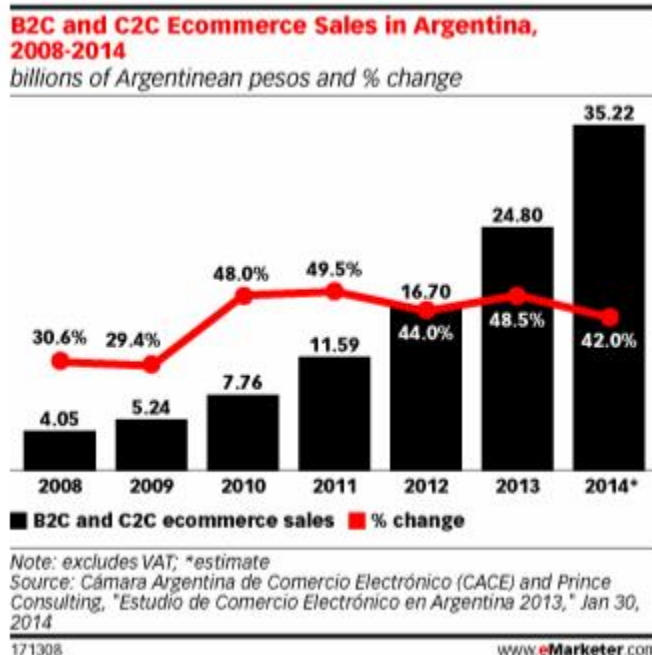 B2C and C2C Ecommerce Sales in Argentina,
2008-2014
billions of Argentinean pesos and % change
35.22
24.80
48.0%
49.5%
16.70
30.6%
29.4%
44.0%
48.5%
42.0%
11.59
7.76
5.24
4.05
2008 2009 2010 2011 2012 2013 2014*
B2C and C2C ecommerce sales % change
Note: excludes VAT; *estimate
Source: Cámara Argentina de Comercio Electrónico (CACE) and Prince
Consulting, "Estudio de Comercio Electrónico en Argentina 2013," Jan 30,
2014
171308 www.eMarketer.com